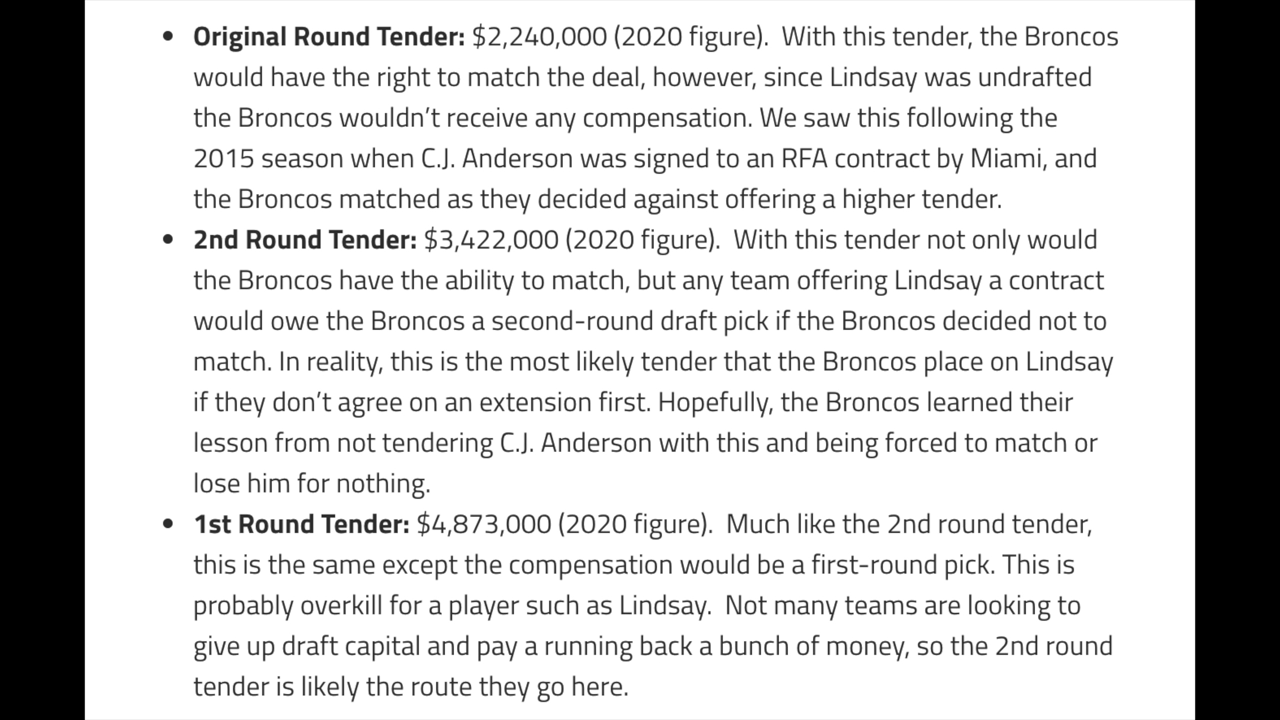 • Original Round Tender: $2,240,000 (2020 figure). With this tender, the Broncos
would have the right to match the deal, however, since Lindsay was undrafted
the Broncos wouldn’t receive any compensation. We saw this following the
2015 season when C.J. Anderson was signed to an RFA contract by Miami, and
the Broncos matched as they decided against offering a higher tender.
• 2nd Round Tender: $3,422,000 (2020 figure). With this tender not only would
the Broncos have the ability to match, but any team offering Lindsay a contract
would owe the Broncos a second-round draft pick if the Broncos decided not to
match. In reality, this is the most likely tender that the Broncos place on Lindsay
if they don’t agree on an extension first. Hopefully, the Broncos learned their
lesson from not tendering C.J. Anderson with this and being forced to match or
lose him for nothing.
• 1st Round Tender: $4,873,000 (2020 figure). Much like the 2nd round tender,
this is the same except the compensation would be a first-round pick. This is
probably overkill for a player such as Lindsay. Not many teams are looking to
give up draft capital and pay a running back a bunch of money, so the 2nd round
tender is likely the route they go here.